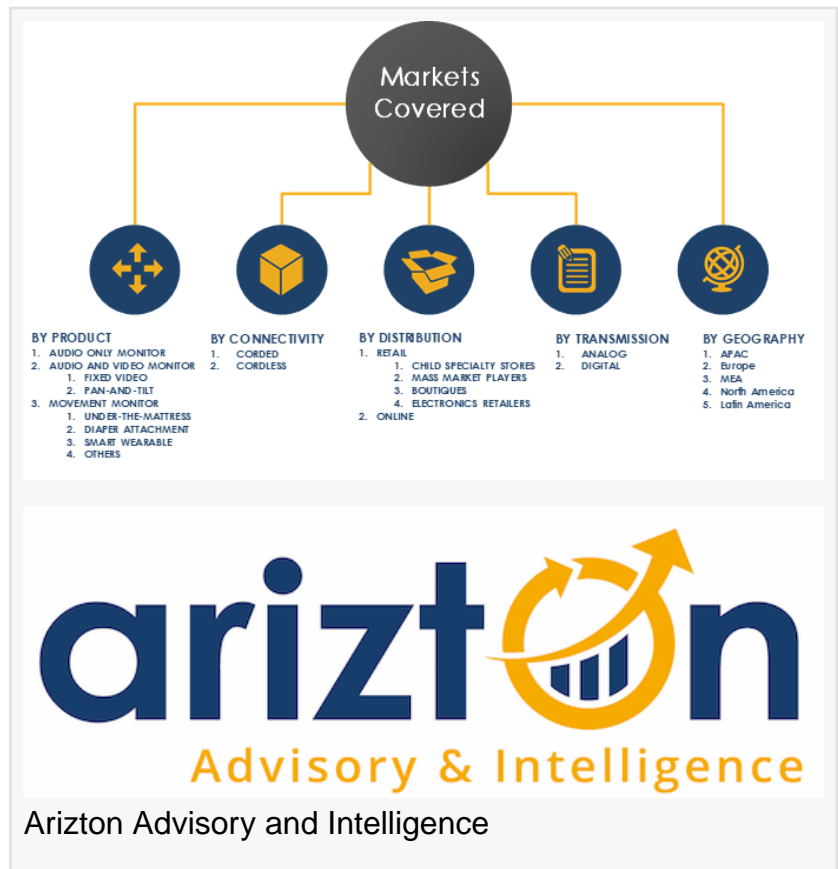 Markets
Covered
BY PRODUCT
1. AUDIO ONLY MONITOR
2. AUDIO AND VIDEO MONITOR
1. FIXED VIDEO
2. PAN-AND-TILT
3. MOVEMENT MONITOR
1. UNDER-THE-MATTRESS
2. DIAPER ATTACHMENT
3. SMART WEARABLE
4. OTHERS
BY CONNECTIVITY
1. CORDED
2. CORDLESS
BY DISTRIBUTION
1. RETAIL
1. CHILD SPECIALTY STORES
2. MASS MARKET PLAYERS
3. BOUTIQUES
4. ELECTRONICS RETAILERS
2. ONLINE
BY TRANSMISSION
1. ANALOG
2. DIGITAL
BY GEOGRAPHY
1. APAC
2. Europe
3. MEA
4. North America
5. Latin America
arizton
Advisory & Intelligence
Arizton Advisory and Intelligence